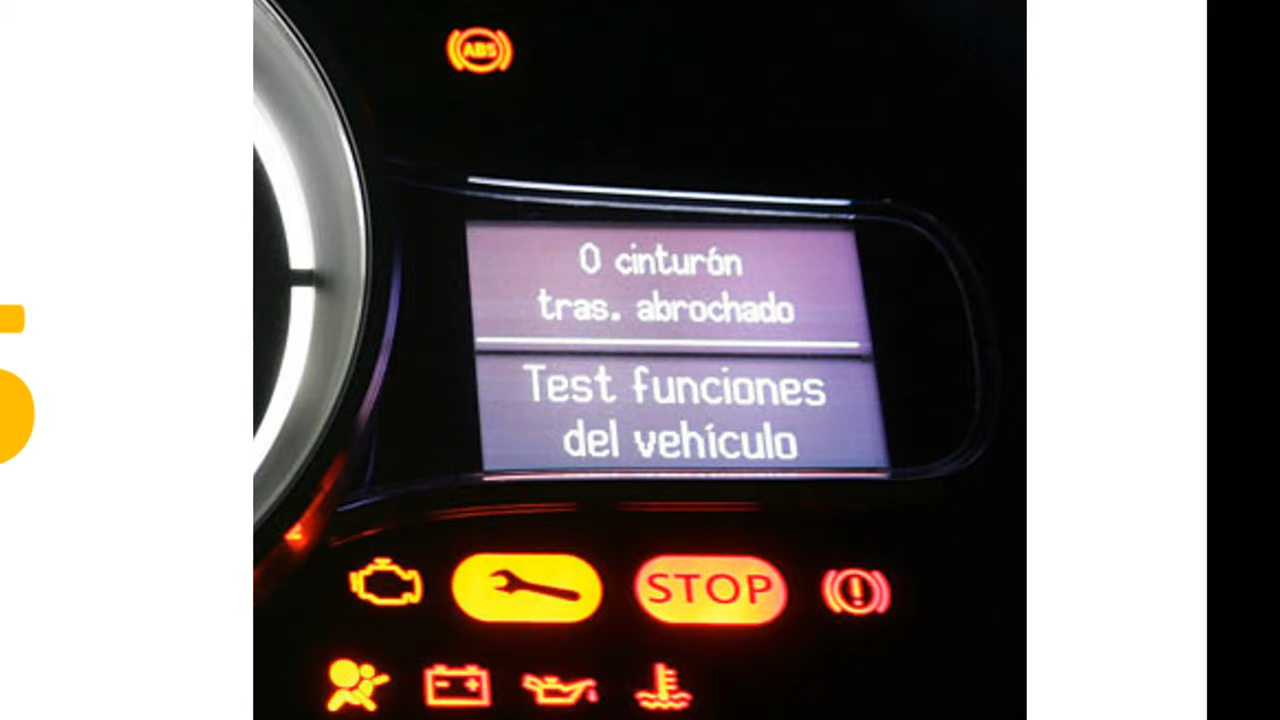 ABS
0 cinturón
tras. abrochado
Test funciones
del vehículo
STOP